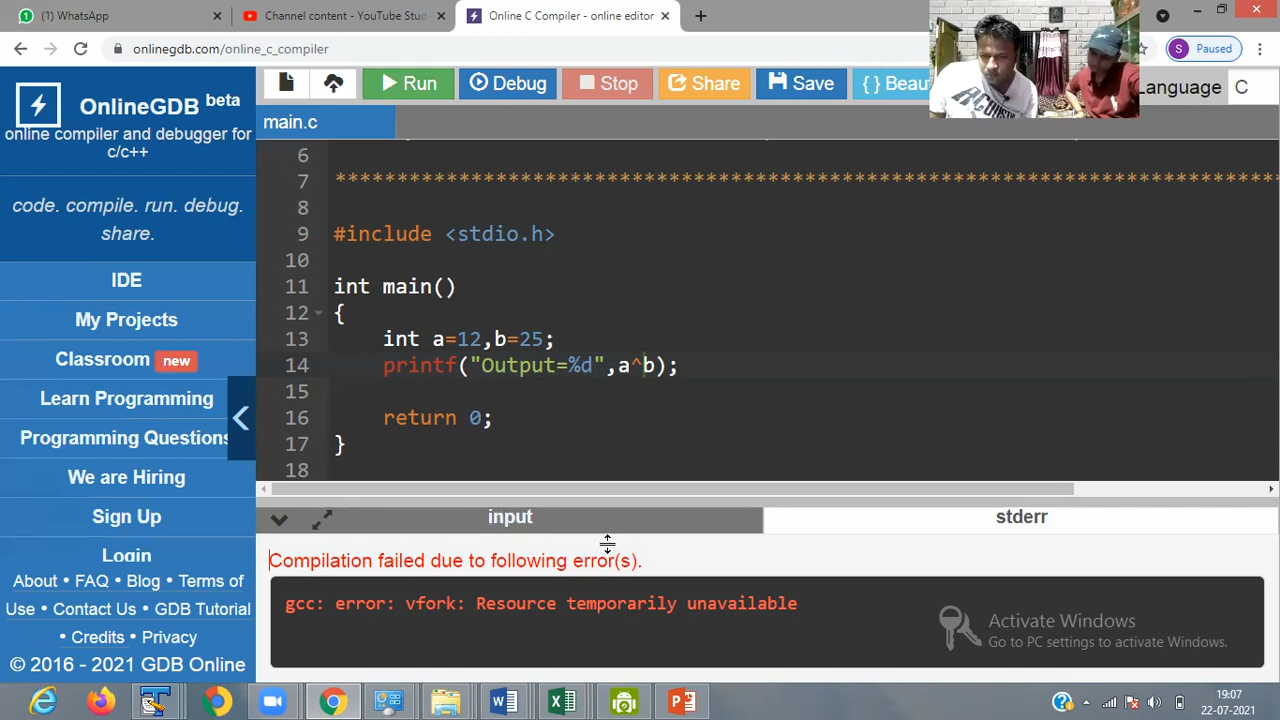 (1) WhatsApp × Channel content - YouTube Stud × Online C Compiler - online editor × +
onlinegdb.com/online_c_compiler S Paused
OnlineGDB beta
online compiler and debugger for
c/c++
code. compile. run. debug.
share.
IDE
My Projects
Classroom new
Learn Programming
Programming Questions
We are Hiring
Sign Up
Login
About • FAQ • Blog • Terms of
Use • Contact Us • GDB Tutorial
• Credits • Privacy
© 2016 - 2021 GDB Online
Run Debug Stop Share Save { } Beau Language C
main.c
6
7 ******************************************************************************
8
9 #include <stdio.h>
10
11 int main()
12 {
13 int a=12,b=25;
14 printf("Output=%d",a^b);
15
16 return 0;
17 }
18
input stderr
Compilation failed due to following error(s).
gcc: error: vfork: Resource temporarily unavailable
Activate Windows
Go to PC settings to activate Windows.
19:07
22-07-2021